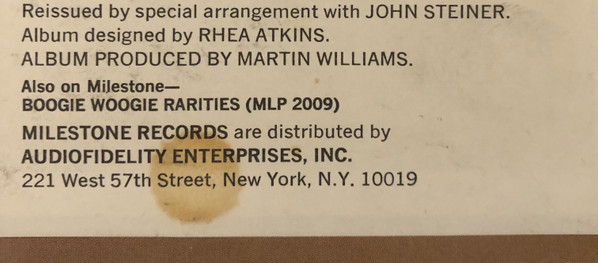 Reissued by special arrangement with JOHN STEINER.
Album designed by RHEA ATKINS.
ALBUM PRODUCED BY MARTIN WILLIAMS.
Also on Milestone—
BOOGIE WOOGIE RARITIES (MLP 2009)
MILESTONE RECORDS are distributed by
AUDIOFIDELITY ENTERPRISES, INC.
221 West 57th Street, New York, N.Y. 10019